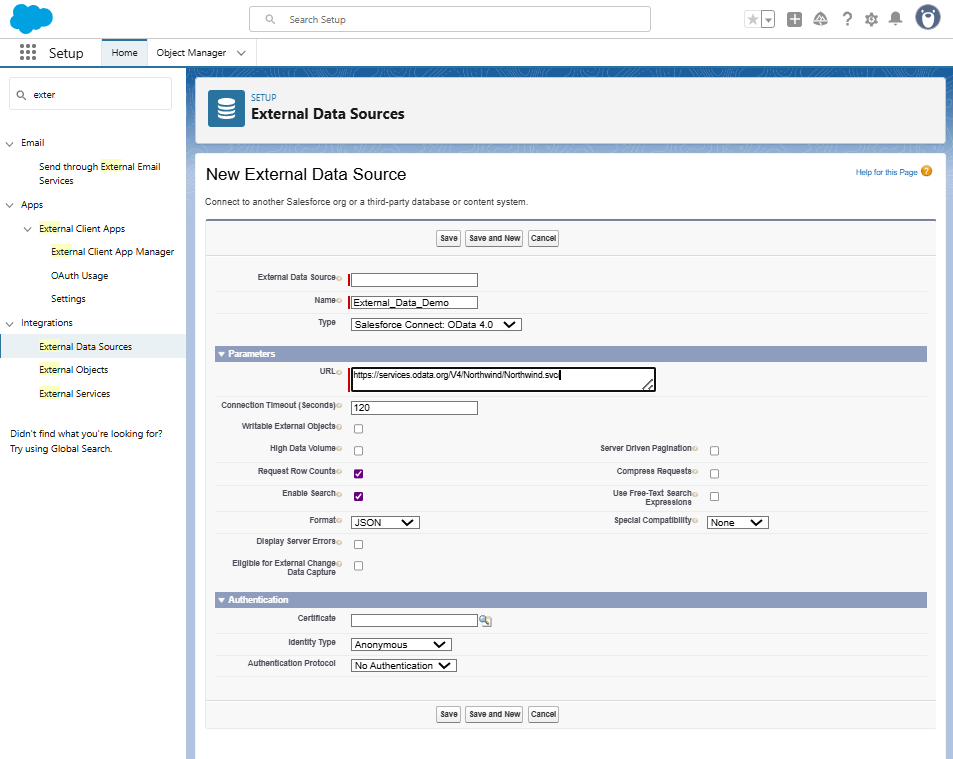 Search Setup
Setup
Home
Object Manager
exter
Email
Send through External Email
Services
Apps
External Client Apps
External Client App Manager
OAuth Usage
Settings
Integrations
External Data Sources
External Objects
External Services
Didn't find what you're looking for?
Try using Global Search.
SETUP
External Data Sources
New External Data Source
Help for this Page ?
Connect to another Salesforce org or a third-party database or content system.
Save Save and New Cancel
External Data Source
Name External_Data_Demo
Type Salesforce Connect: OData 4.0
Parameters
URL https://services.odata.org/V4/Northwind/Northwind.svc/
Connection Timeout (Seconds) 120
Writable External Objects
High Data Volume Server Driven Pagination
Request Row Counts Compress Requests
Enable Search Use Free-Text Search
Expressions
Format JSON Special Compatibility None
Display Server Errors
Eligible for External Change
Data Capture
Authentication
Certificate
Identity Type Anonymous
Authentication Protocol No Authentication
Save Save and New Cancel